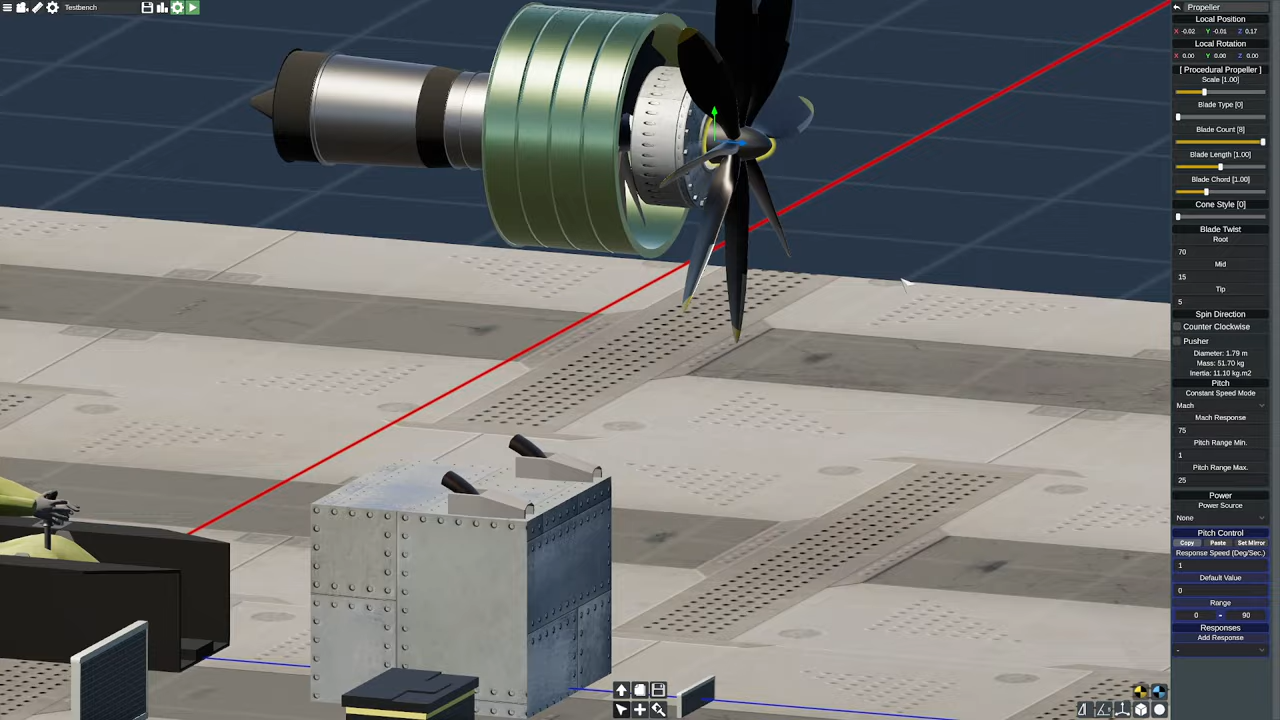 Testbench
Propeller
Local Position
X -0.02 Y -0.01 Z 0.17
Local Rotation
X 0.00 Y 0.00 Z 0.00
[ Procedural Propeller ]
Scale [1.00]
Blade Type [0]
Blade Count [8]
Blade Length [1.00]
Blade Chord [1.00]
Cone Style [0]
Blade Twist
Root
70
Mid
15
Tip
5
Spin Direction
Counter Clockwise
Pusher
Diameter: 1.79 m
Mass: 51.70 kg
Inertia: 11.10 kg.m2
Pitch
Constant Speed Mode
Mach
Mach Response
75
Pitch Range Min.
1
Pitch Range Max.
25
Power
Power Source
None
Pitch Control
Copy Paste Set Mirror
Response Speed (Deg/Sec.)
1
Default Value
0
Range
0 - 90
Responses
Add Response
-